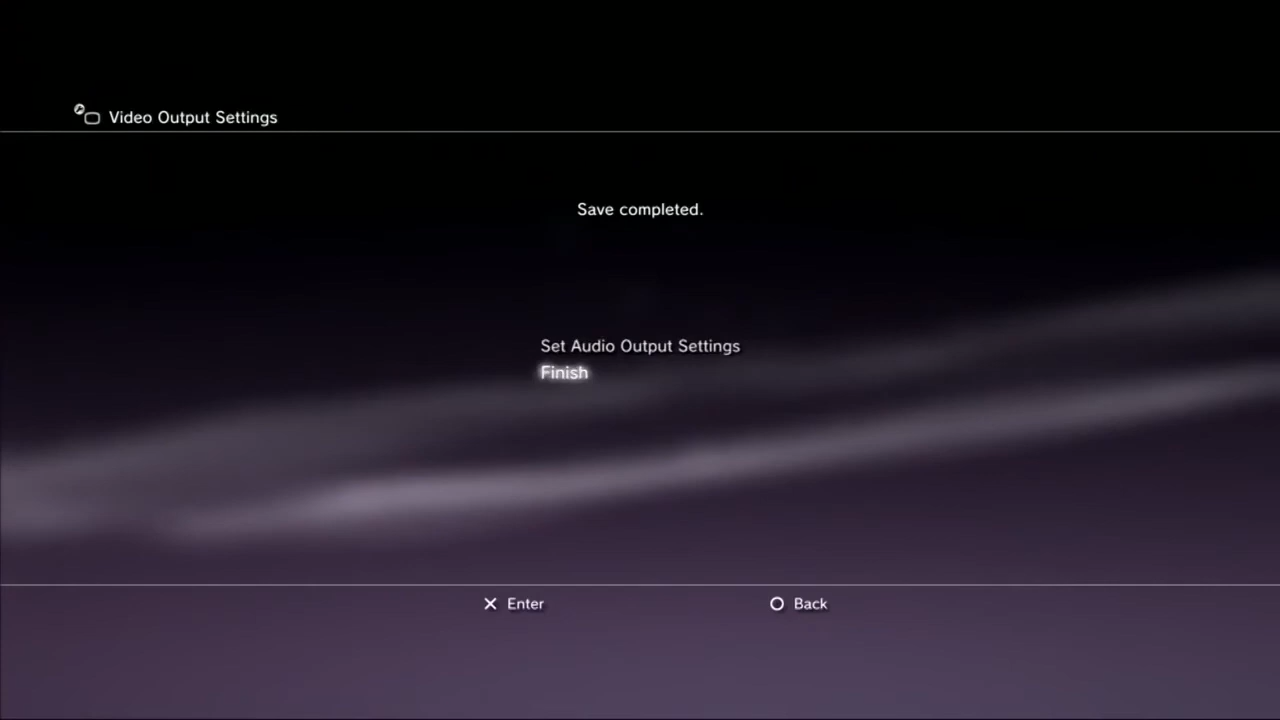 Video Output Settings
Save completed.
Set Audio Output Settings
Finish
Enter
Back